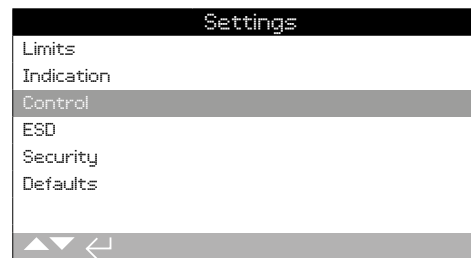 Settings
Limits
Indication
Control
ESD
Security
Defaults